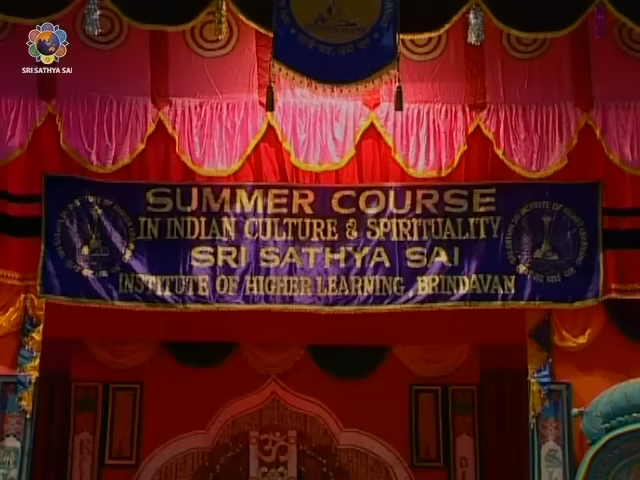 SRI SATHYA SAI
SUMMER COURSE
IN INDIAN CULTURE & SPIRITUALITY
SRI SATHYA SAI
INSTITUTE OF HIGHER LEARNING, BRINDAVAN
ॐ